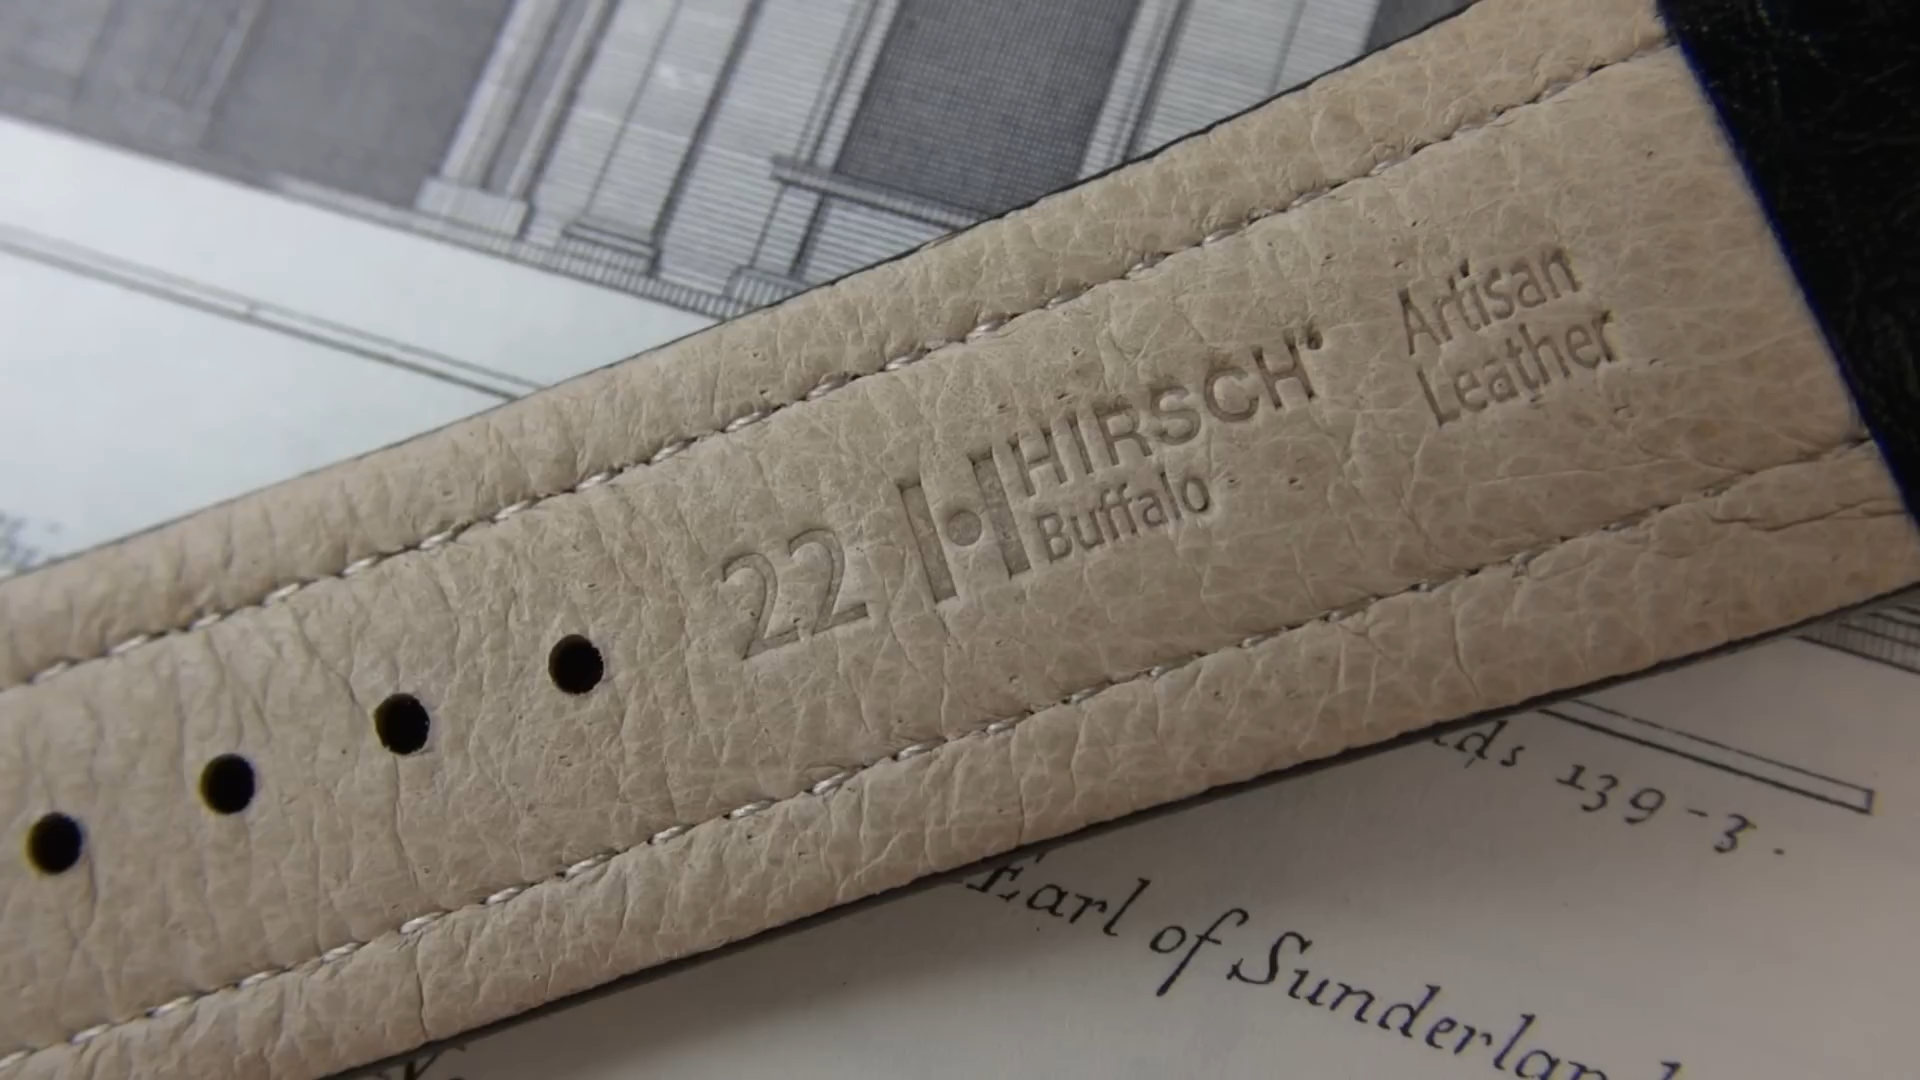 22
HIRSCH
Buffalo
Artisan
Leather
139-3.
Earl of Sunderlan